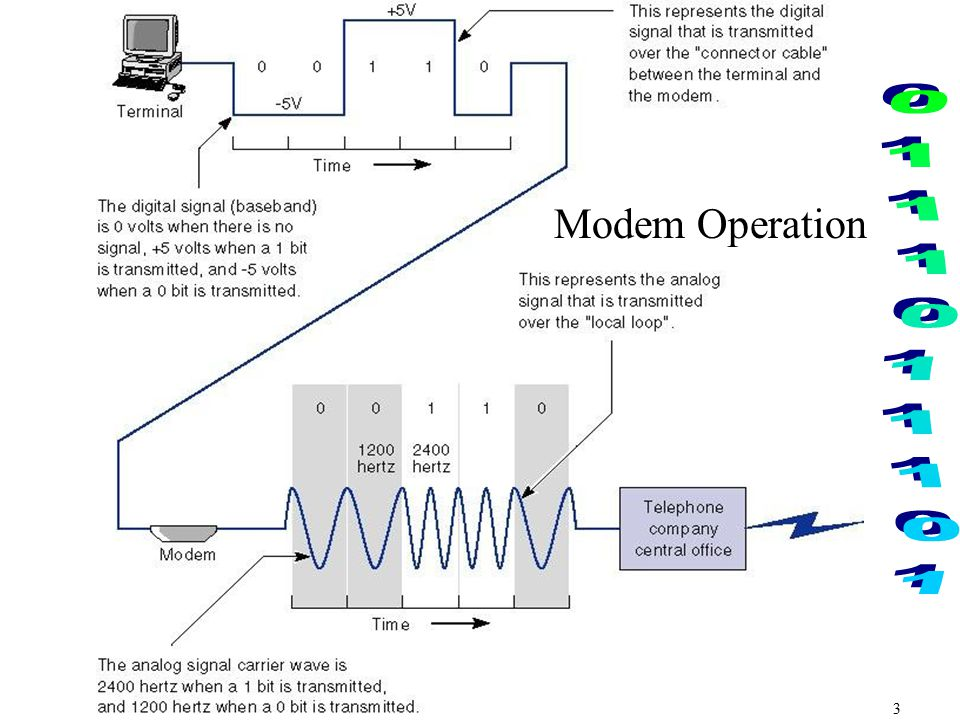 +5V
This represents the digital
signal that is transmitted
over the "connector cable"
between the terminal and
the modem.
0 0 1 1 0
-5V
Terminal
Time
The digital signal (baseband)
is 0 volts when there is no
signal, +5 volts when a 1 bit
is transmitted, and -5 volts
when a 0 bit is transmitted.
Modem Operation
This represents the analog
signal that is transmitted
over the "local loop".
0 0 1 1 0
1200 2400
hertz hertz
Telephone
company
central office
Modem
Time
The analog signal carrier wave is
2400 hertz when a 1 bit is transmitted,
and 1200 hertz when a 0 bit is transmitted.
0
1
1
1
0
1
1
1
0
1
3